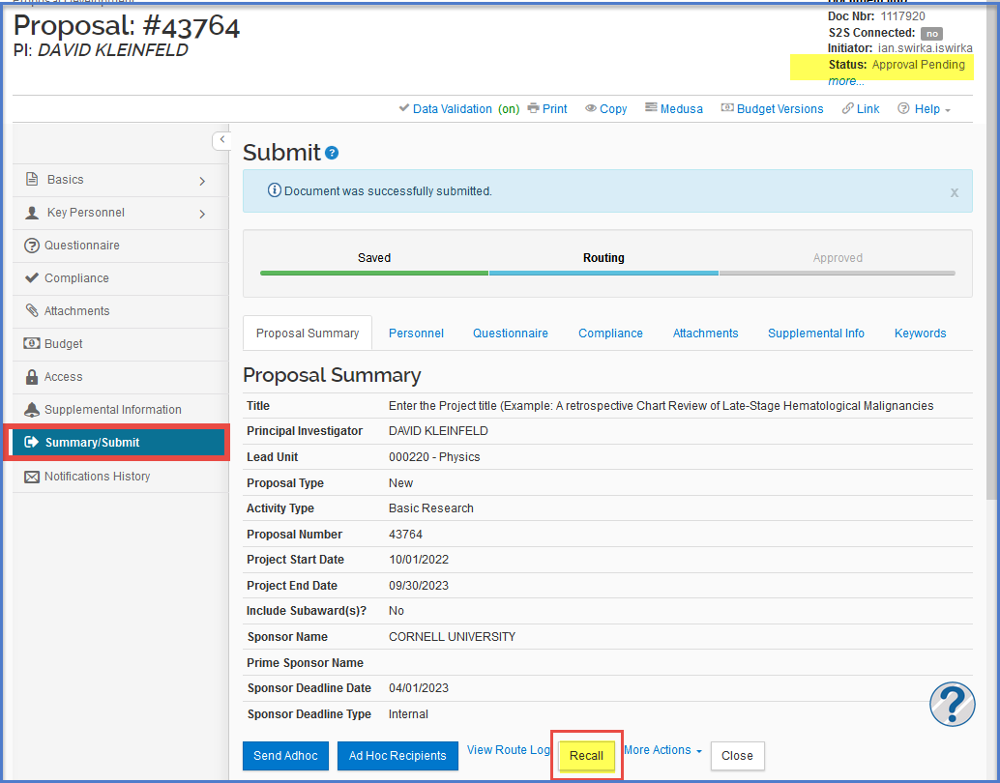 Proposal Development
Document Info
Proposal: #43764
PI: DAVID KLEINFELD
Doc Nbr: 1117920
S2S Connected: no
Initiator: ian.swirka.iswirka
Status: Approval Pending
more...
Data Validation (on) Print Copy Medusa Budget Versions Link Help
Basics
Key Personnel
Questionnaire
Compliance
Attachments
Budget
Access
Supplemental Information
Summary/Submit
Notifications History
Submit ?
Document was successfully submitted. x
Saved Routing Approved
Proposal Summary Personnel Questionnaire Compliance Attachments Supplemental Info Keywords
Proposal Summary
Title Enter the Project title (Example: A retrospective Chart Review of Late-Stage Hematological Malignancies
Principal Investigator DAVID KLEINFELD
Lead Unit 000220 - Physics
Proposal Type New
Activity Type Basic Research
Proposal Number 43764
Project Start Date 10/01/2022
Project End Date 09/30/2023
Include Subaward(s)? No
Sponsor Name CORNELL UNIVERSITY
Prime Sponsor Name
Sponsor Deadline Date 04/01/2023
Sponsor Deadline Type Internal
?
Send Adhoc Ad Hoc Recipients View Route Log Recall More Actions Close